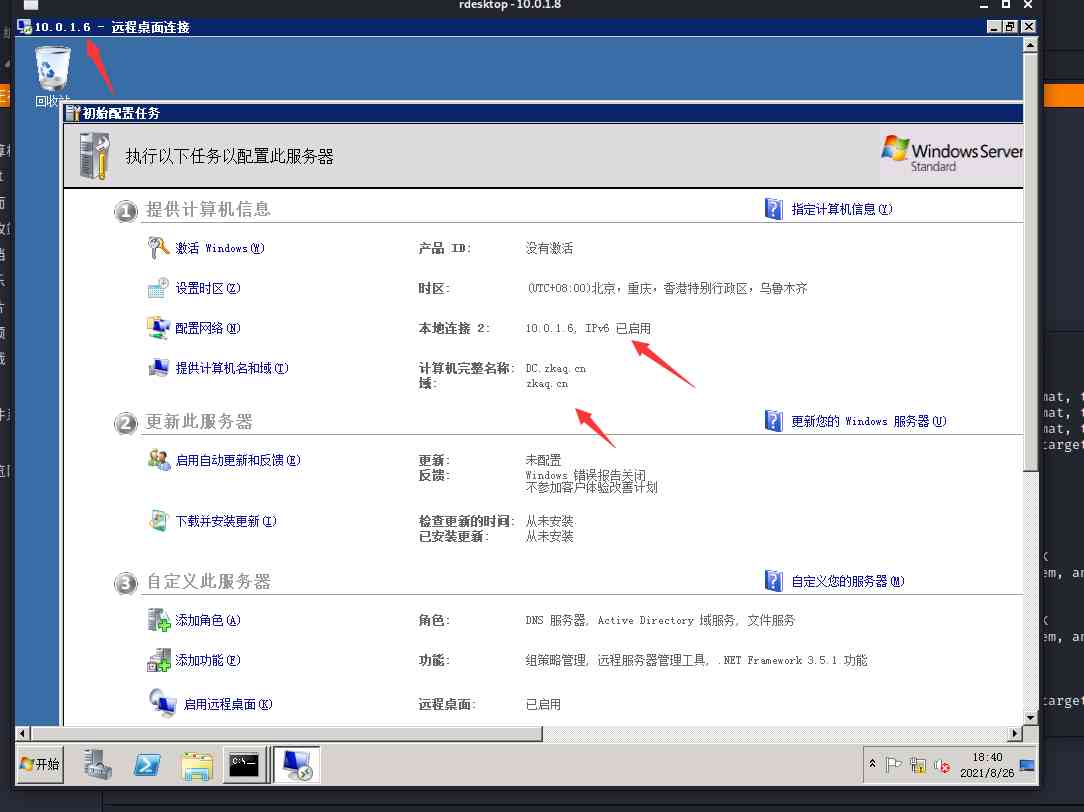 rdesktop - 10.0.1.8
10.0.1.6 - 远程桌面连接
初始配置任务
执行以下任务以配置此服务器
Windows Server
Standard
1 提供计算机信息
指定计算机信息(Y)
激活 Windows(W)
产品 ID: 没有激活
设置时区(Z)
时区: (UTC+08:00)北京，重庆，香港特别行政区，乌鲁木齐
配置网络(N)
本地连接 2: 10.0.1.6, IPv6 已启用
提供计算机名和域(T)
计算机完整名称: DC.zkaq.cn
域: zkaq.cn
2 更新此服务器
更新您的 Windows 服务器(U)
启用自动更新和反馈(E)
更新: 未配置
反馈: Windows 错误报告关闭
不参加客户体验改善计划
下载并安装更新(I)
检查更新的时间: 从未安装
已安装更新: 从未安装
3 自定义此服务器
自定义您的服务器(M)
添加角色(A)
角色: DNS 服务器, Active Directory 域服务, 文件服务
添加功能(F)
功能: 组策略管理, 远程服务器管理工具, .NET Framework 3.5.1 功能
启用远程桌面(K)
远程桌面: 已启用
开始
C:\
18:40
2021/8/26